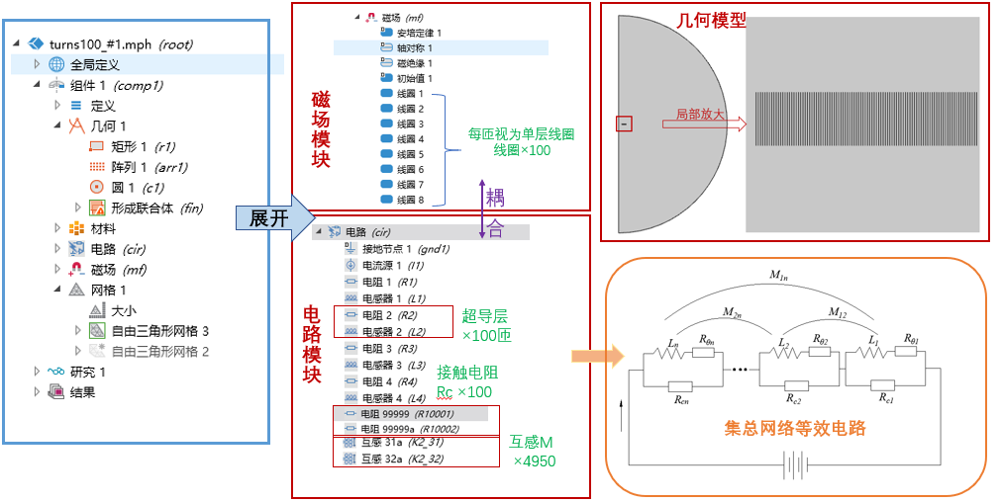 turns100_#1.mph (root)
全局定义
组件 1 (comp1)
定义
几何 1
矩形 1 (r1)
阵列 1 (arr1)
圆 1 (c1)
形成联合体 (fin)
材料
电路 (cir)
磁场 (mf)
网格 1
大小
自由三角形网格 3
自由三角形网格 2
研究 1
结果
展开
磁场模块
磁场 (mf)
安培定律 1
轴对称 1
磁绝缘 1
初始值 1
线圈 1
线圈 2
线圈 3
线圈 4
线圈 5
线圈 6
线圈 7
线圈 8
每匝视为单层线圈
线圈×100
耦
合
电路模块
电路 (cir)
接地节点 1 (gnd1)
电流源 1 (I1)
电阻 1 (R1)
电感器 1 (L1)
电阻 2 (R2)
电感器 2 (L2)
电阻 3 (R3)
电感器 3 (L3)
电阻 4 (R4)
电感器 4 (L4)
电阻 99999 (R10001)
电阻 99999a (R10002)
互感 31a (K2_31)
互感 32a (K2_32)
超导层
×100匝
接触电阻
Rc ×100
互感M
×4950
几何模型
局部放大
M1n
M2n
M12
Ln
Rθn
L2
Rθ2
L1
Rθ1
Rcn
Rc2
Rc1
集总网络等效电路